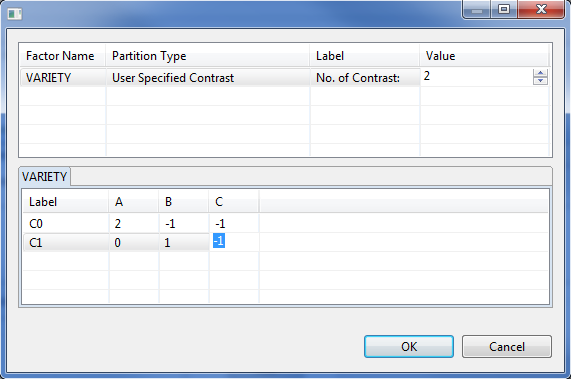 Factor Name Partition Type Label Value
VARIETY User Specified Contrast No. of Contrast: 2
VARIETY
Label A B C
C0 2 -1 -1
C1 0 1 -1
OK Cancel